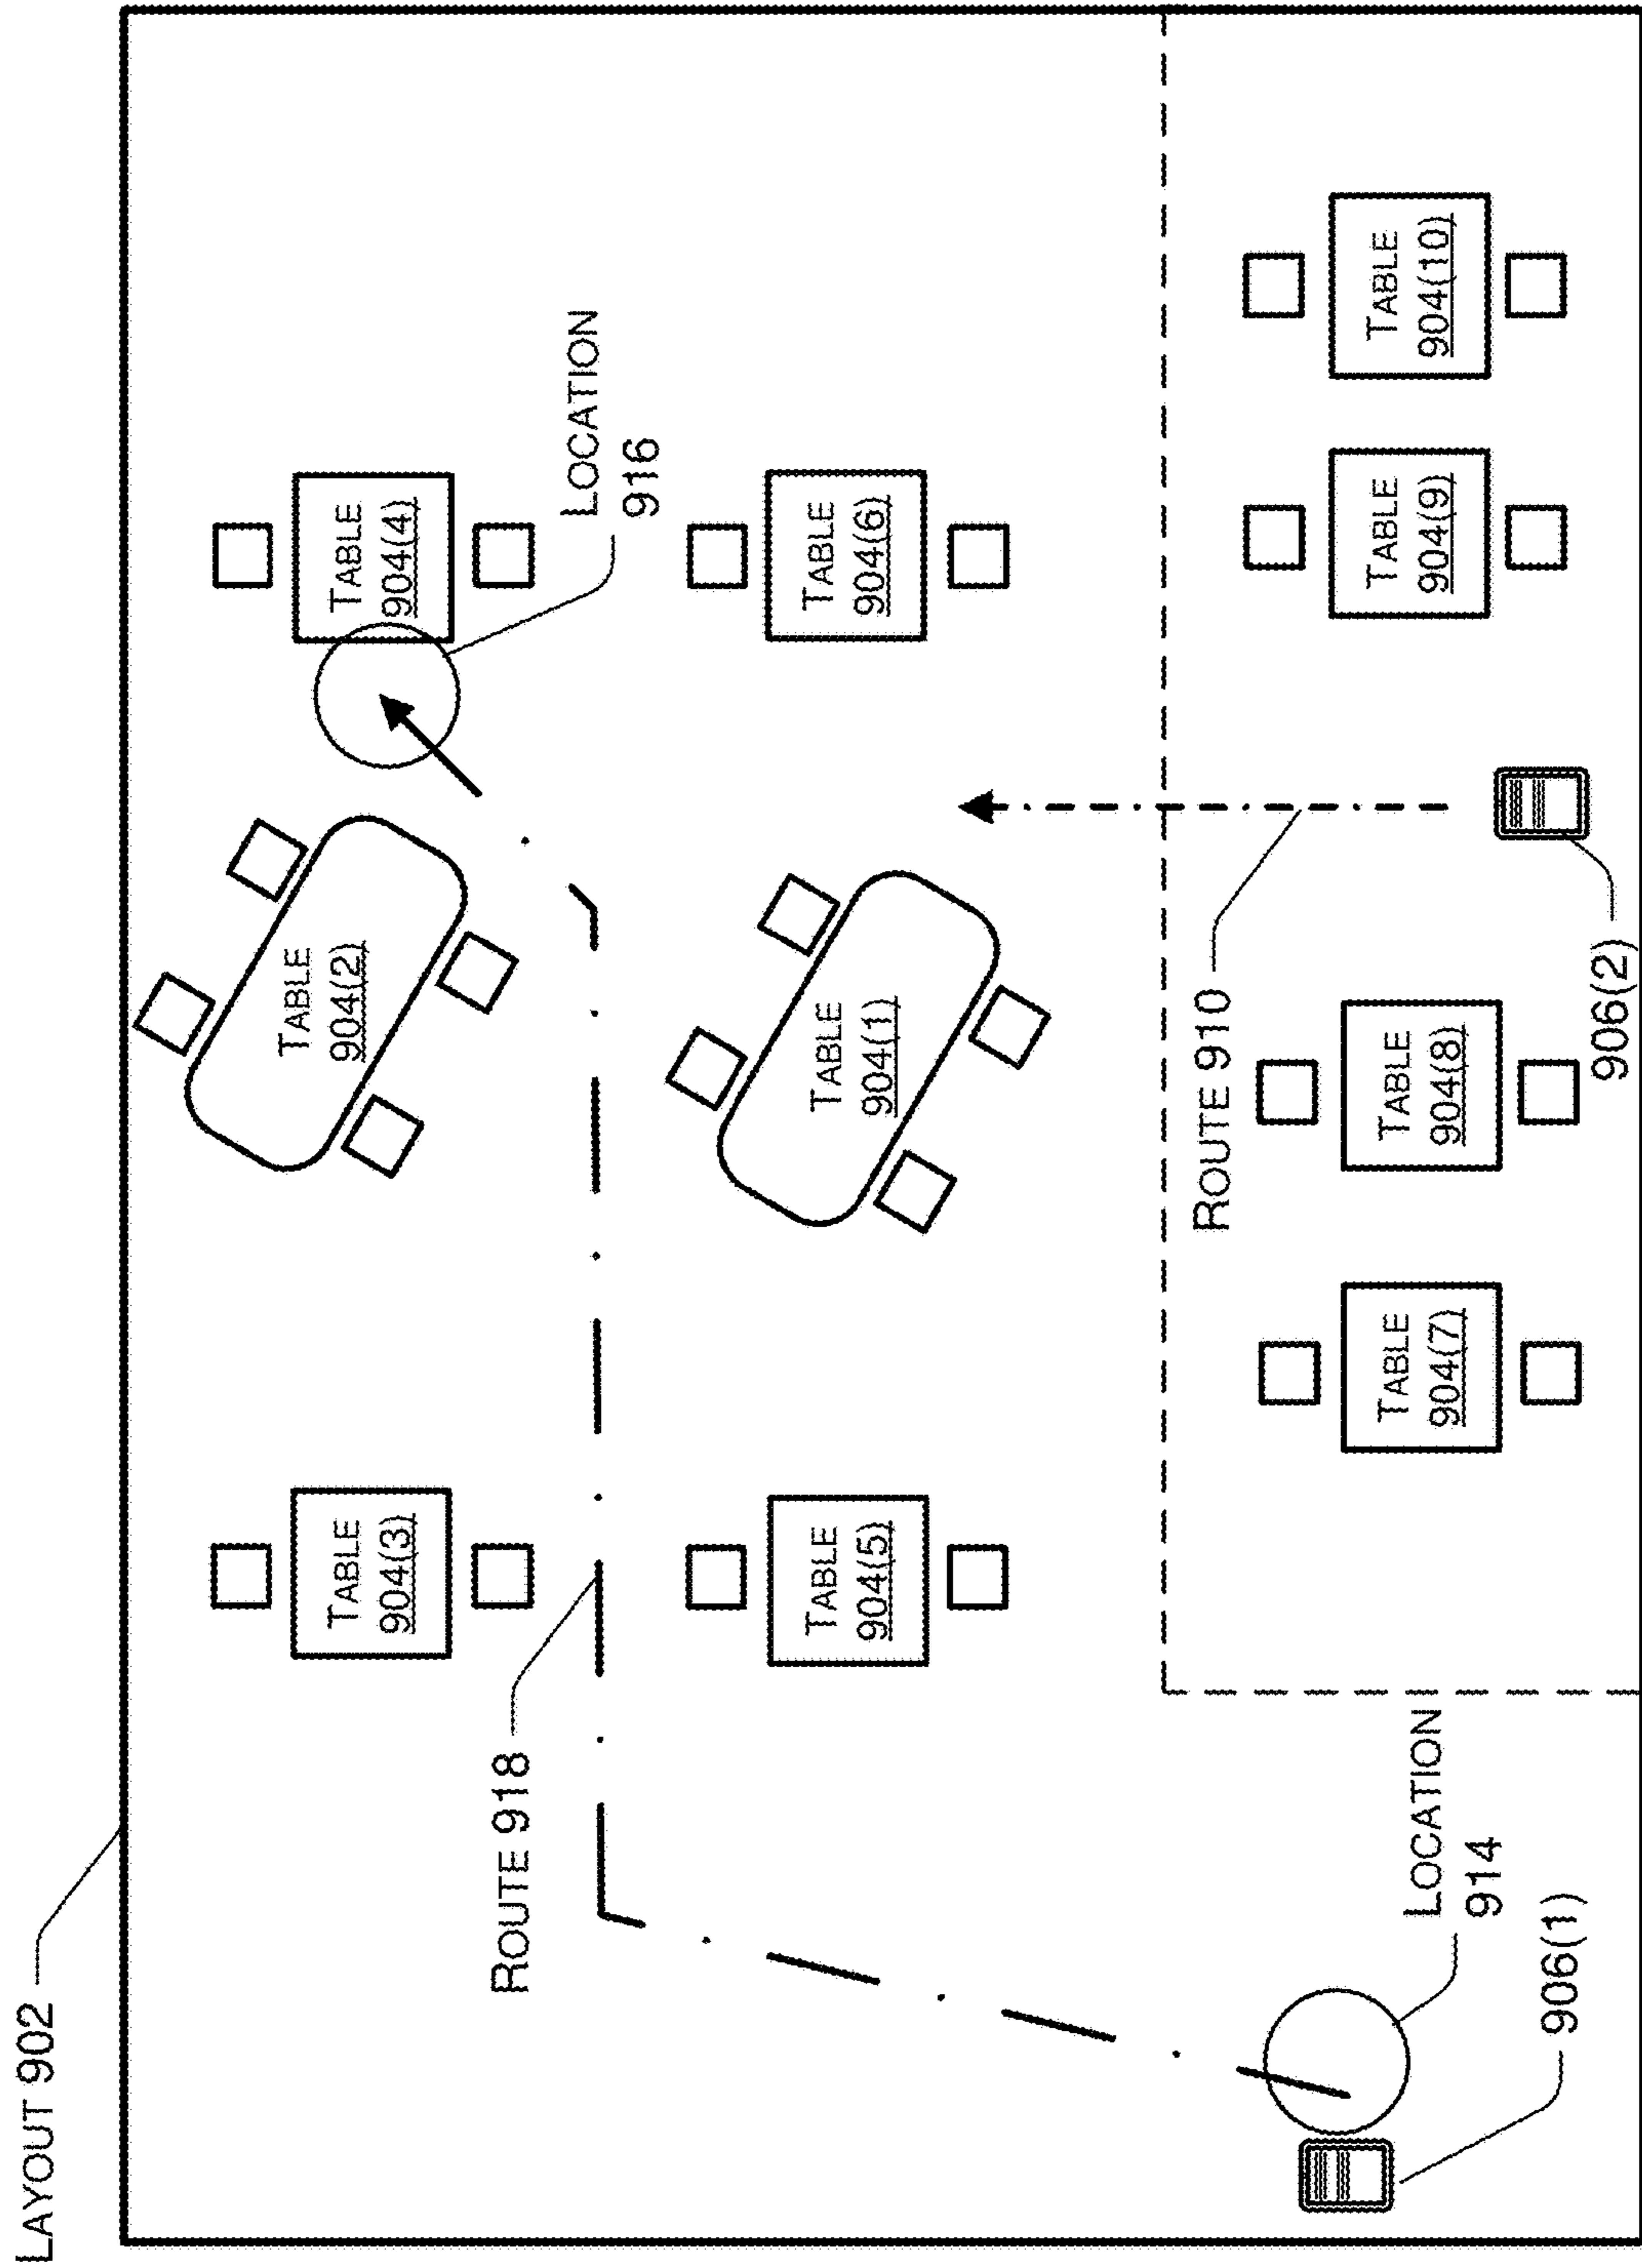 LAYOUT 902
TABLE
904(3)
TABLE
904(2)
TABLE
904(4)
ROUTE 918
LOCATION
916
TABLE
904(5)
TABLE
904(1)
TABLE
904(6)
ROUTE 910
LOCATION
914
906(1)
TABLE
904(7)
TABLE
904(8)
906(2)
TABLE
904(9)
TABLE
904(10)